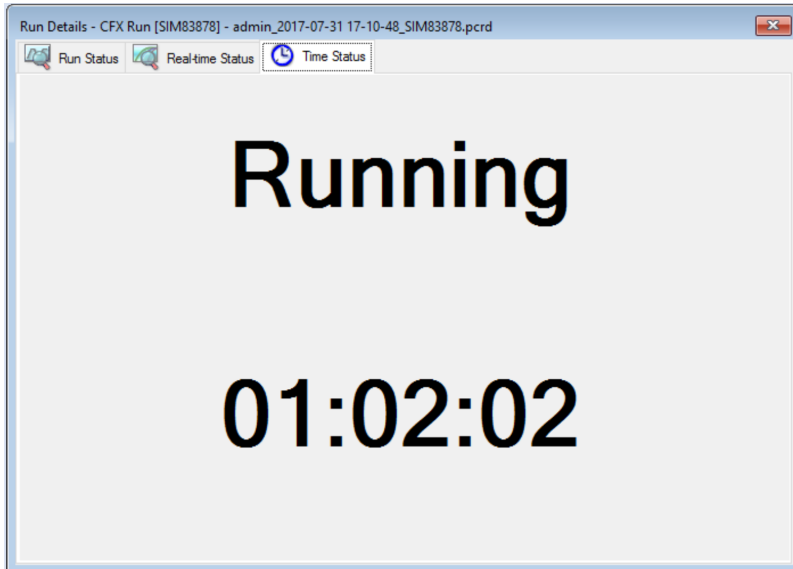 Run Details - CFX Run [SIM83878] - admin_2017-07-31 17-10-48_SIM83878.pcrd
Run Status Real-time Status Time Status
Running
01:02:02